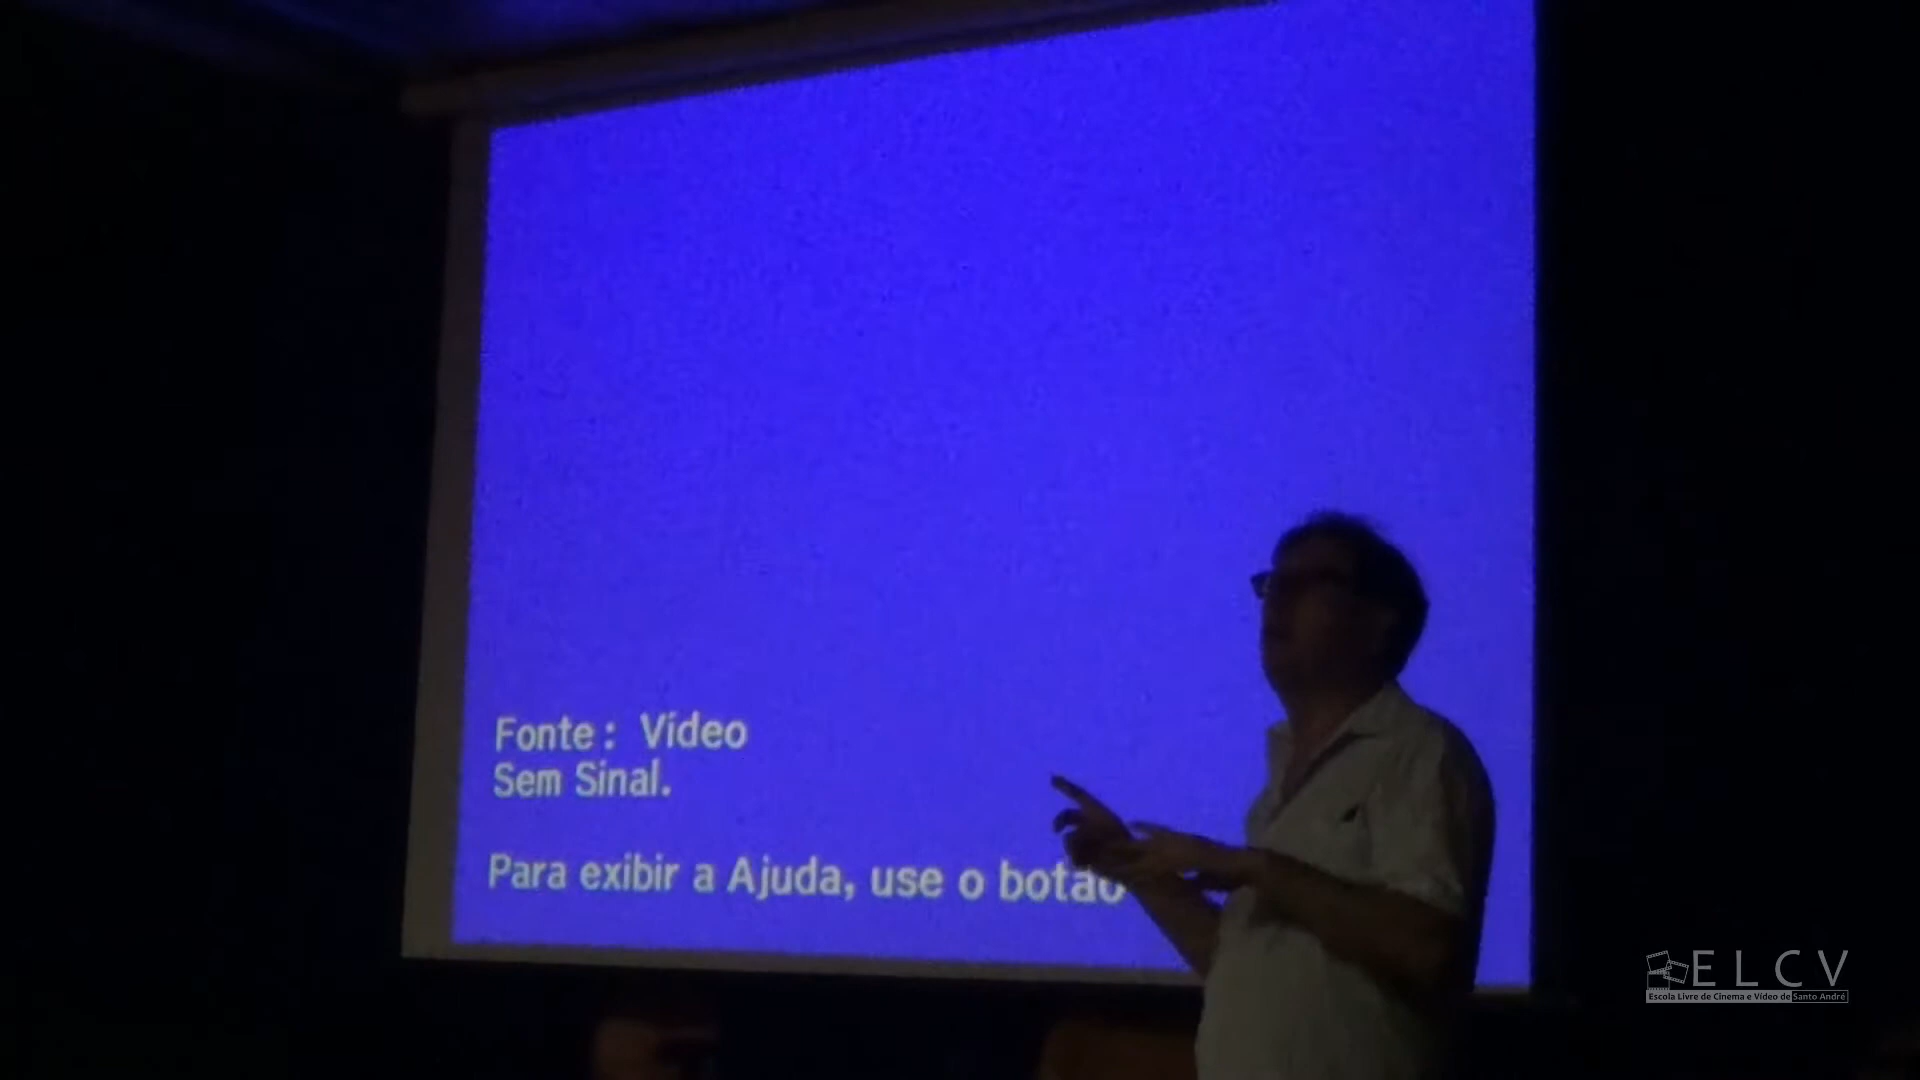 Fonte: Vídeo
Sem Sinal.
Para exibir a Ajuda, use o botão
ELCV
Escola Livre de Cinema e Vídeo de Santo André